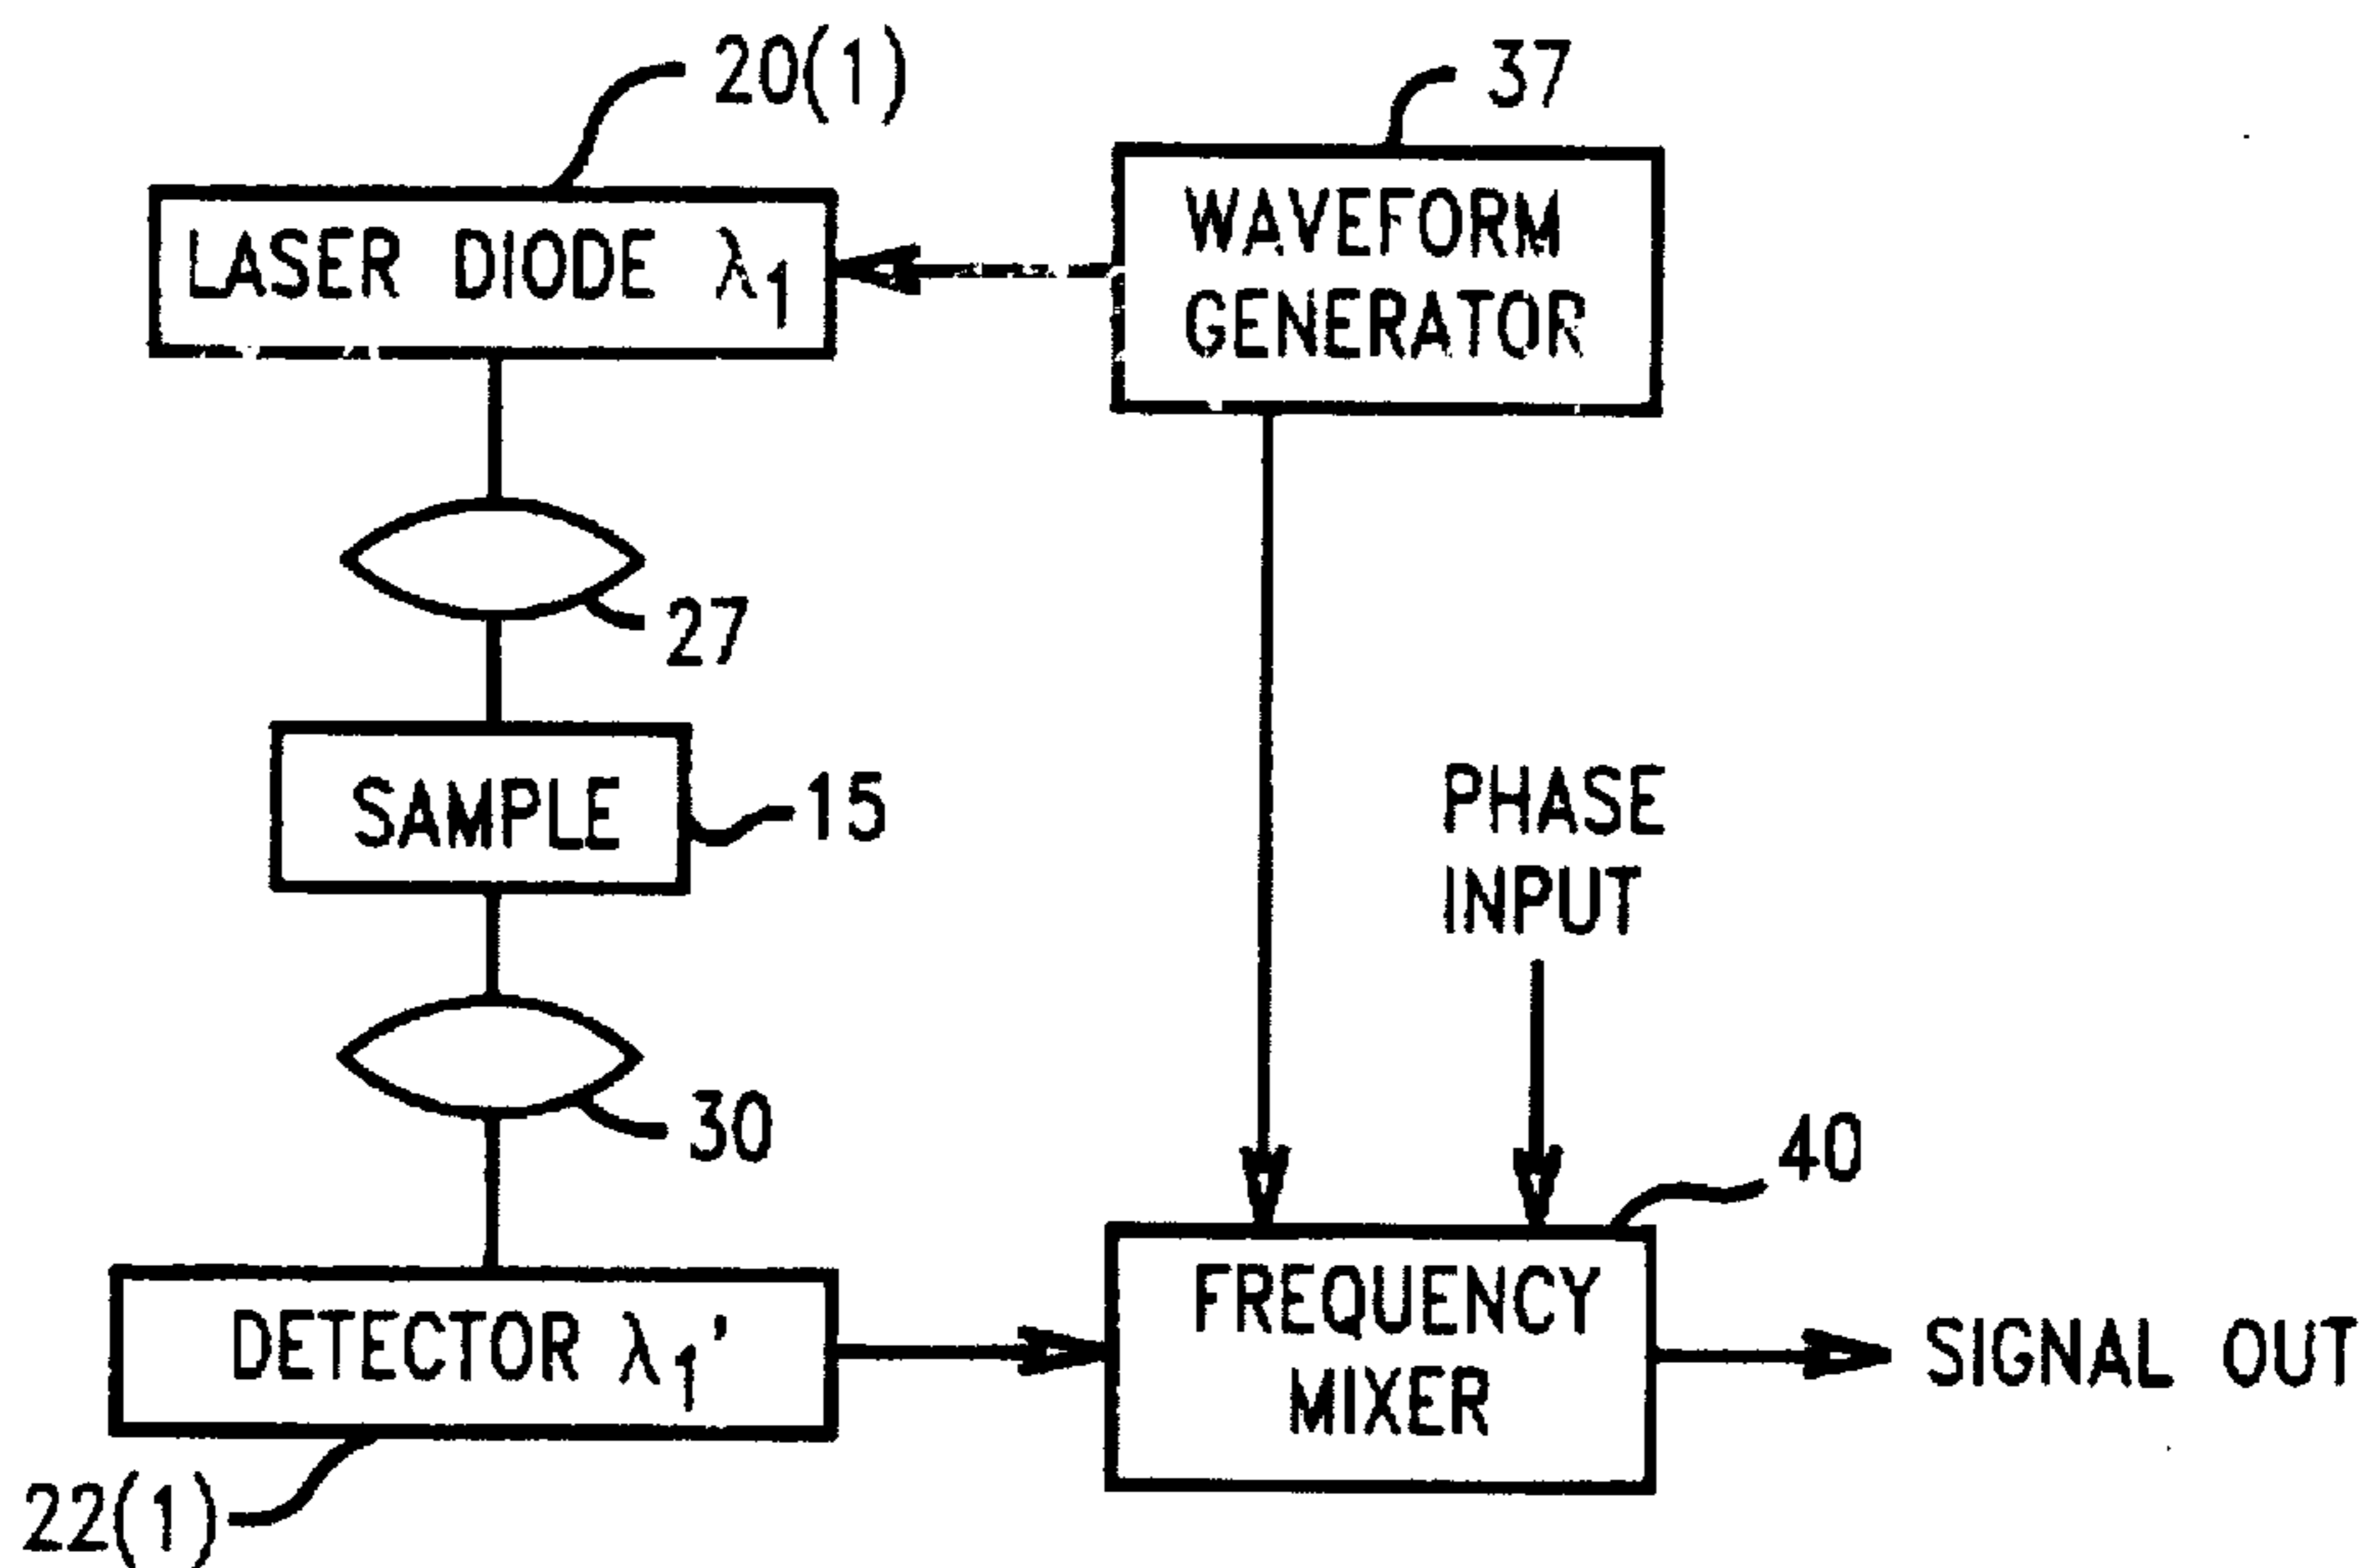 20(1)
37
LASER DIODE λ1
WAVEFORM
GENERATOR
27
SAMPLE
15
PHASE
INPUT
30
40
DETECTOR λ1'
FREQUENCY
MIXER
SIGNAL OUT
22(1)